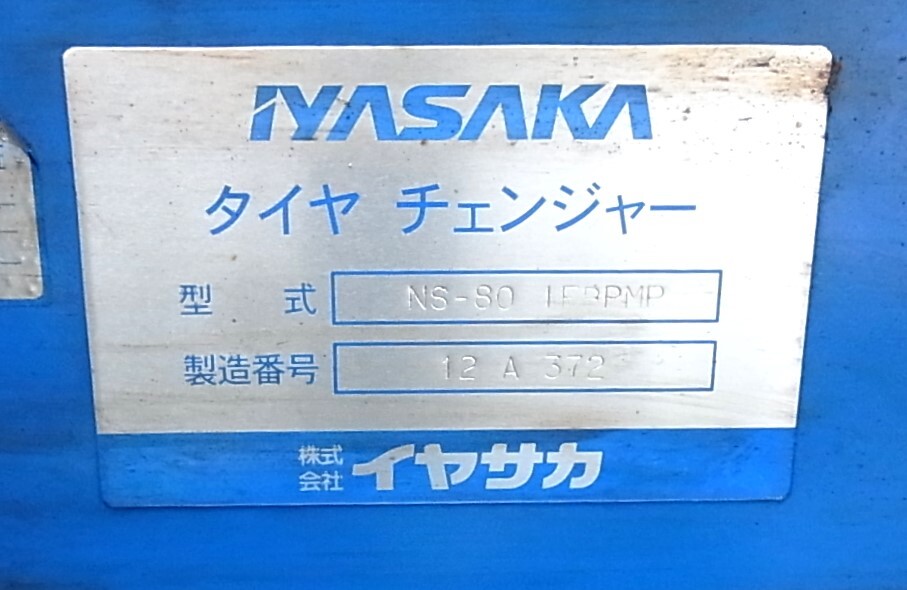 IYASAKA
タイヤ チェンジャー
型 式 NS-80
製造番号 12 A 372
株式会社 イヤサカ